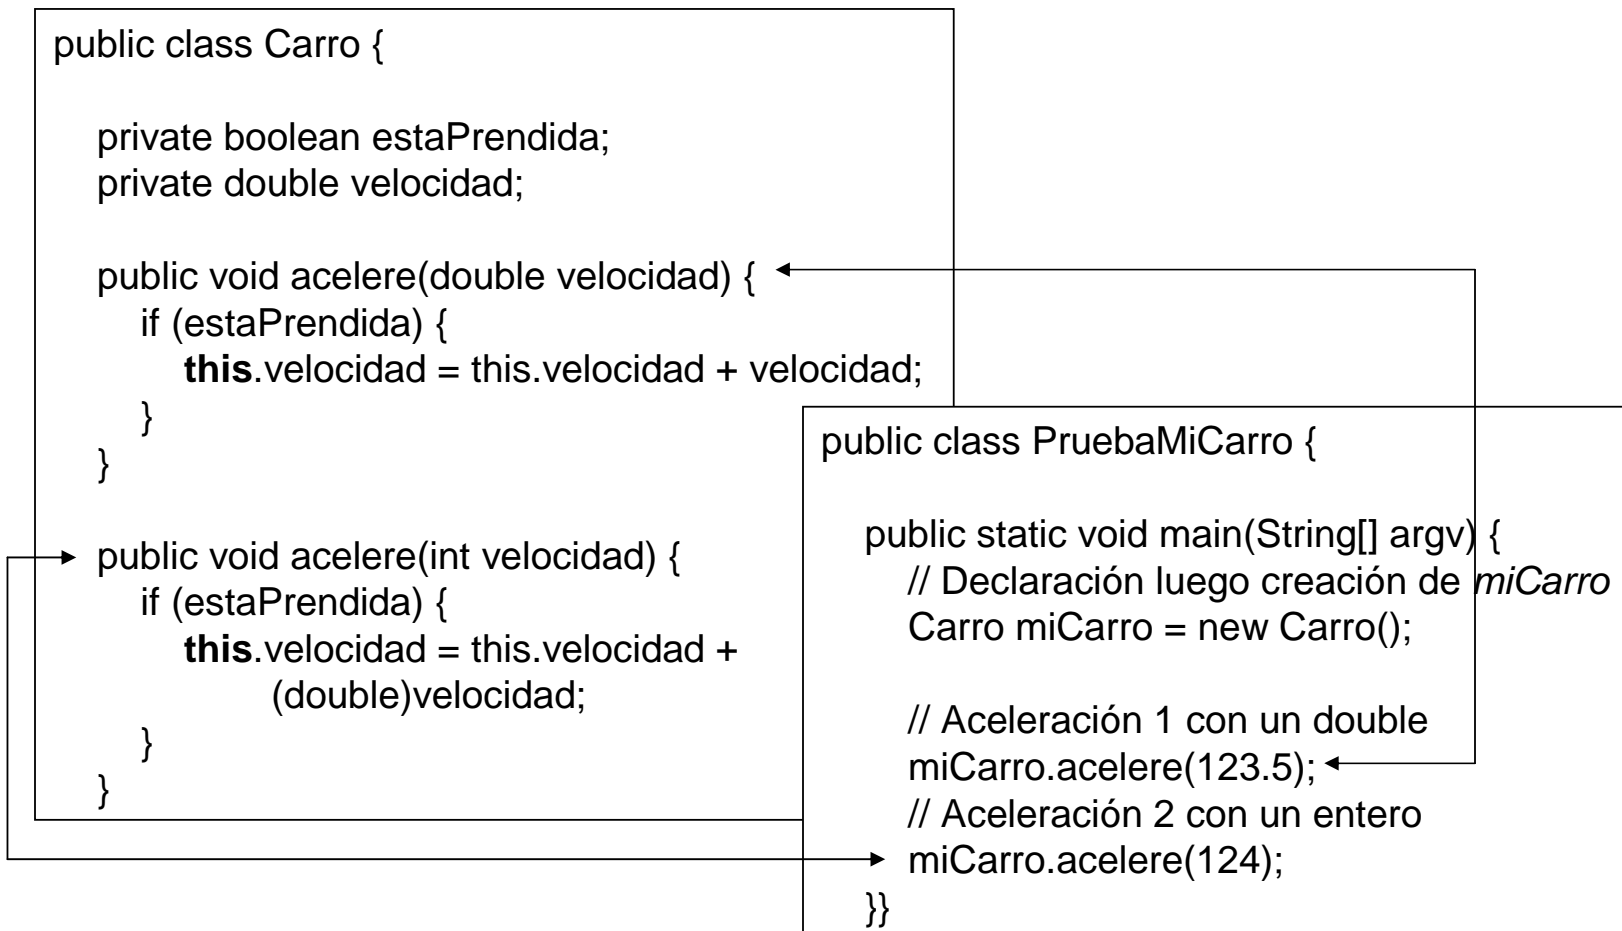 public class Carro {
private boolean estaPrendida;
private double velocidad;
public void acelere(double velocidad) {
if (estaPrendida) {
this.velocidad = this.velocidad + velocidad;
}
}
public void acelere(int velocidad) {
if (estaPrendida) {
this.velocidad = this.velocidad +
(double)velocidad;
}
}
public class PruebaMiCarro {
public static void main(String[] argv) {
// Declaración luego creación de miCarro
Carro miCarro = new Carro();
// Aceleración 1 con un double
miCarro.acelere(123.5);
// Aceleración 2 con un entero
miCarro.acelere(124);
}}